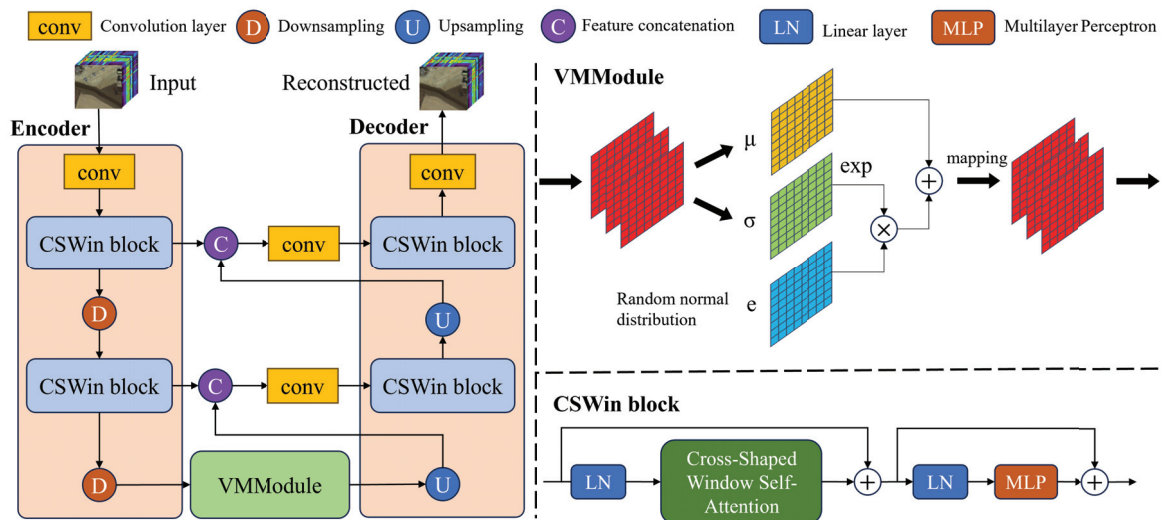 conv Convolution layer D Downsampling U Upsampling C Feature concatenation LN Linear layer MLP Multilayer Perceptron
Input
Reconstructed
Encoder
Decoder
conv
conv
CSWin block
C
conv
CSWin block
D
U
CSWin block
C
conv
CSWin block
D
VMModule
U
VMModule
μ
exp
+
mapping
σ
×
Random normal
distribution
e
CSWin block
LN
Cross-Shaped
Window Self-
Attention
+
LN
MLP
+